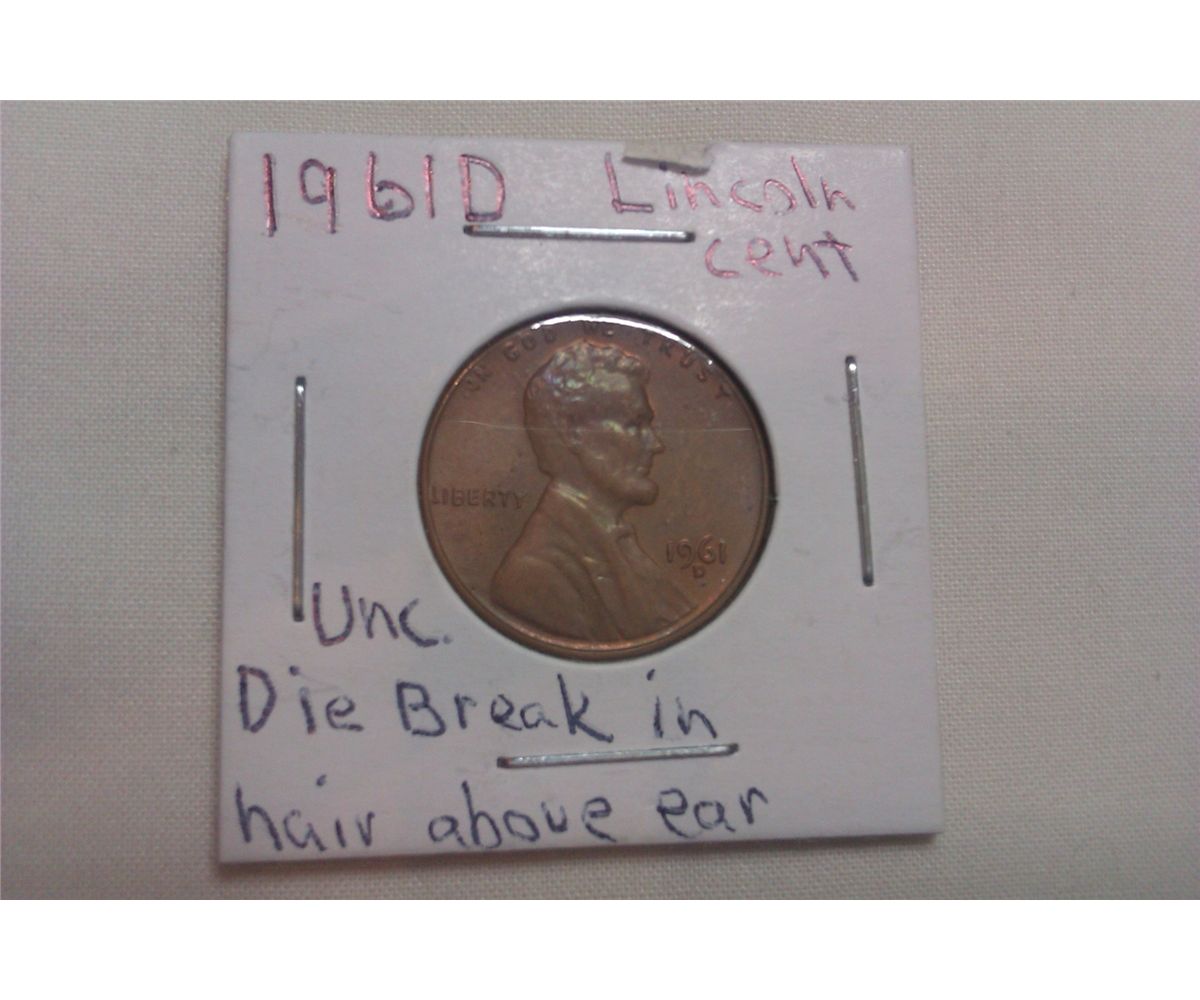 1961D Lincoln
cent
IN GOD WE TRUST
LIBERTY
1961
D
Unc.
Die Break in
hair above ear